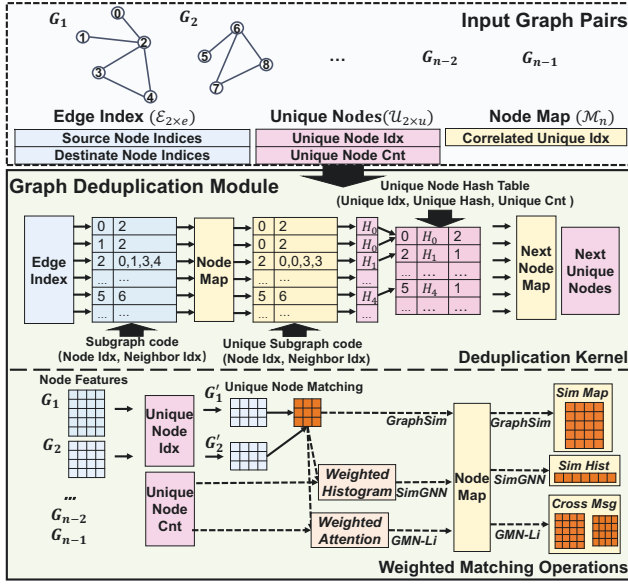 Input Graph Pairs
G1
G2
...
Gn−2
Gn−1
0
1
2
3
4
5
6
7
8
Edge Index (ℰ2×e)
Unique Nodes(𝒰2×u)
Node Map (ℳn)
Source Node Indices
Destinate Node Indices
Unique Node Idx
Unique Node Cnt
Correlated Unique Idx
Graph Deduplication Module
Unique Node Hash Table
(Unique Idx, Unique Hash, Unique Cnt )
Edge Index
0 2
1 2
2 0,1,3,4
... ...
5 6
... ...
Node Map
0 2
0 2
2 0,0,3,3
... ...
5 6
... ...
H0
H0
H1
...
H4
...
0 H0 2
2 H1 1
... ...
5 H4 1
... ... ...
Next Node Map
Next Unique Nodes
Subgraph code
(Node Idx, Neighbor Idx)
Unique Subgraph code
(Node Idx, Neighbor Idx)
Deduplication Kernel
Node Features
G1
G2
...
Gn−2
Gn−1
Unique Node Idx
Unique Node Cnt
G′1
G′2
Unique Node Matching
Weighted Histogram
Weighted Attention
GraphSim
SimGNN
GMN-Li
Node Map
GraphSim
SimGNN
GMN-Li
Sim Map
Sim Hist
Cross Msg
Weighted Matching Operations